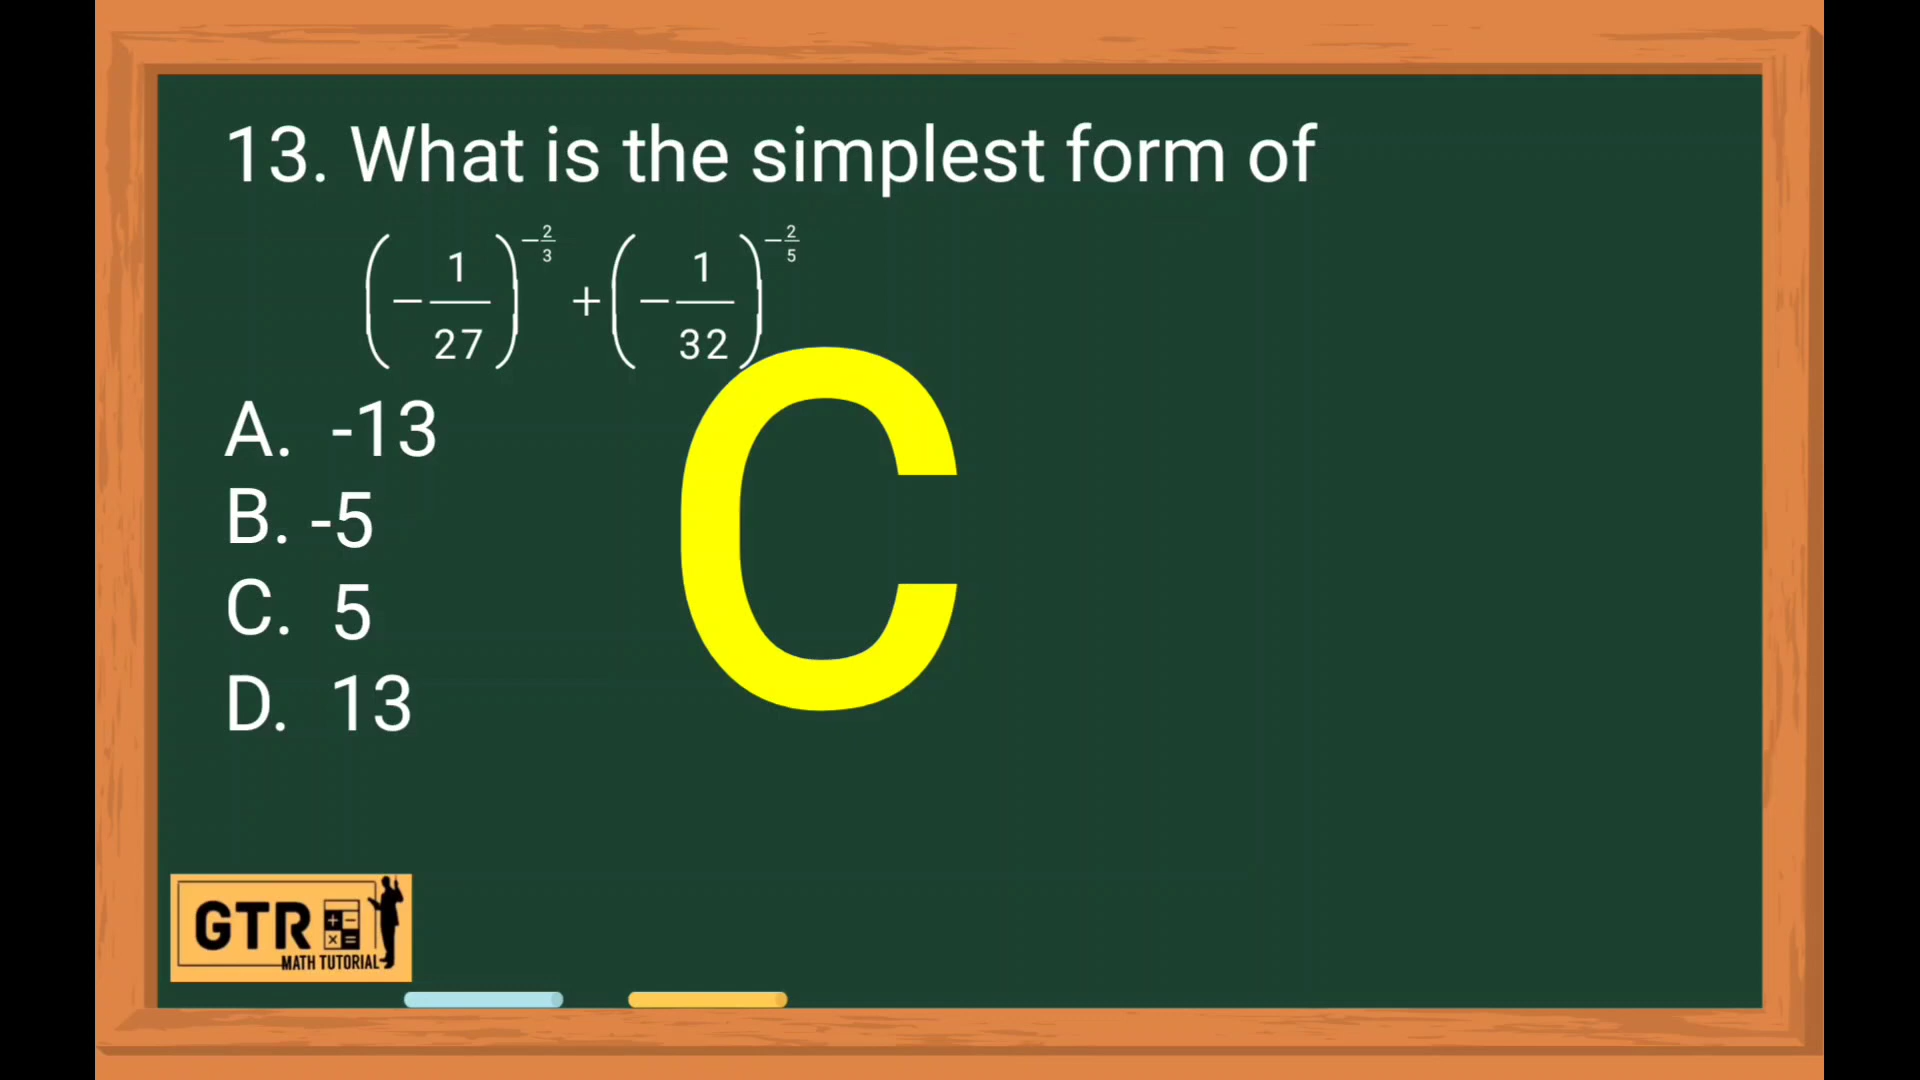 13. What is the simplest form of
(−1/27)^(−2/3) + (−1/32)^(−2/5)
A. -13
B. -5
C. 5
D. 13
C
GTR
+ −
× =
MATH TUTORIAL